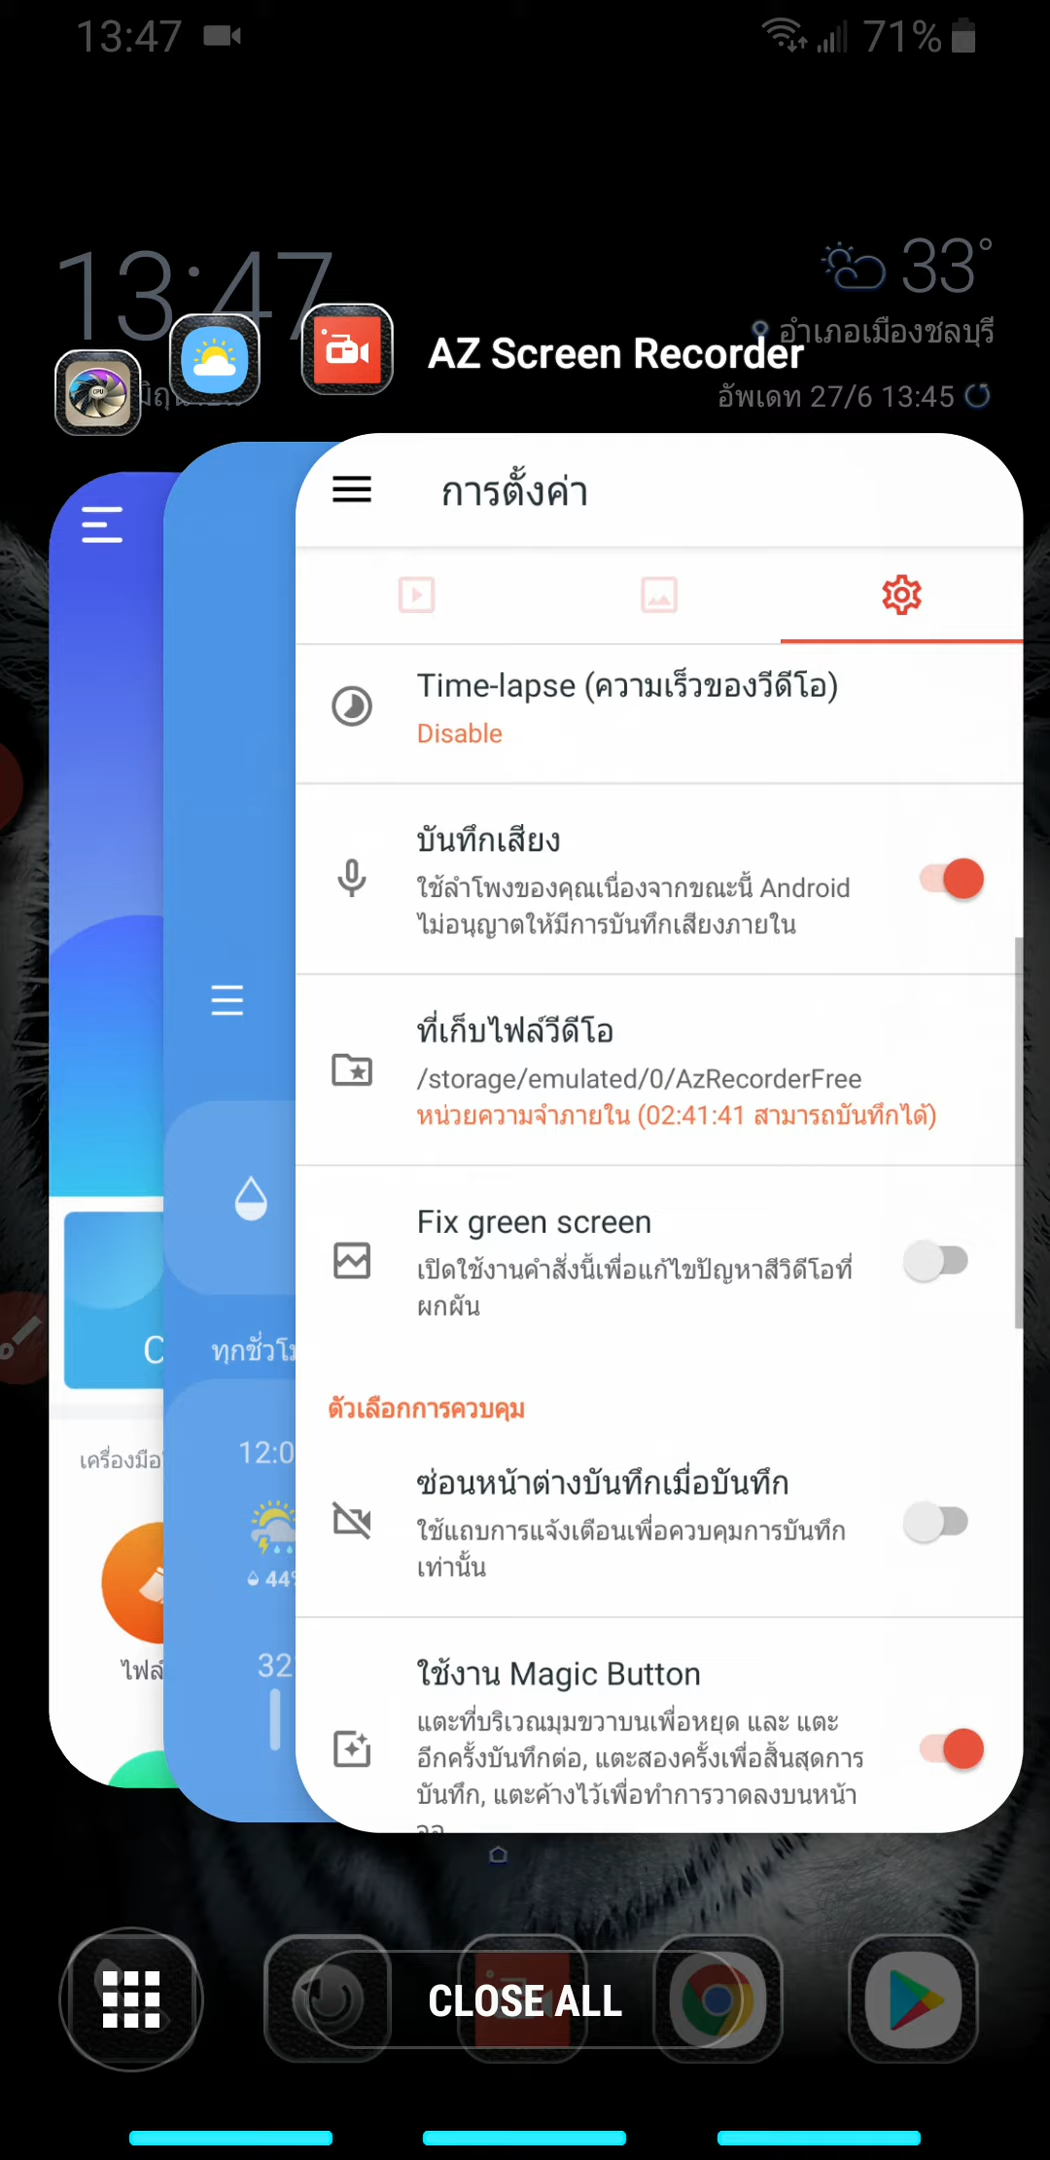 13:47
71%
13:47
33°
อำเภอเมืองชลบุรี
อัพเดท 27/6 13:45
CPU
AZ Screen Recorder
การตั้งค่า
Time-lapse (ความเร็วของวีดีโอ)
Disable
บันทึกเสียง
ใช้ลำโพงของคุณเนื่องจากขณะนี้ Android
ไม่อนุญาตให้มีการบันทึกเสียงภายใน
ที่เก็บไฟล์วีดีโอ
/storage/emulated/0/AzRecorderFree
หน่วยความจำภายใน (02:41:41 สามารถบันทึกได้)
Fix green screen
เปิดใช้งานคำสั่งนี้เพื่อแก้ไขปัญหาสีวิดีโอที่
ผกผัน
ตัวเลือกการควบคุม
ซ่อนหน้าต่างบันทึกเมื่อบันทึก
ใช้แถบการแจ้งเตือนเพื่อควบคุมการบันทึก
เท่านั้น
ใช้งาน Magic Button
แตะที่บริเวณมุมขวาบนเพื่อหยุด และ แตะ
อีกครั้งบันทึกต่อ, แตะสองครั้งเพื่อสิ้นสุดการ
บันทึก, แตะค้างไว้เพื่อทำการวาดลงบนหน้า
ทุกชั่วโม
12:0
44%
32
เครื่องมือ
ไฟล์
CLOSE ALL